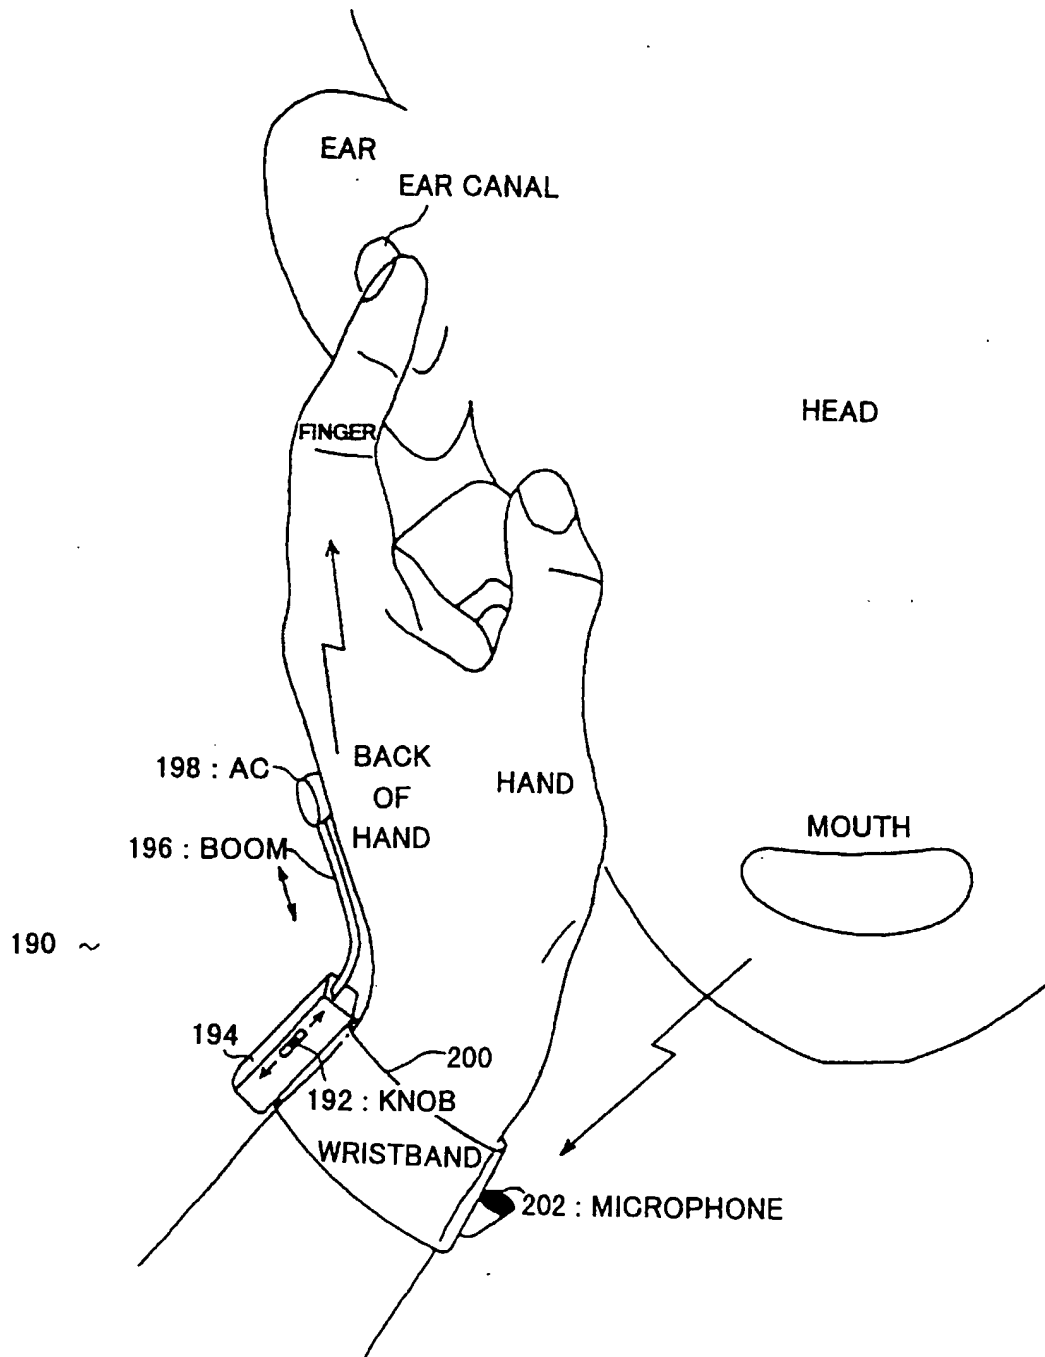 EAR
EAR CANAL
HEAD
FINGER
198 : AC
BACK
OF
HAND
HAND
196 : BOOM
MOUTH
190 ~
194
200
192 : KNOB
WRISTBAND
202 : MICROPHONE